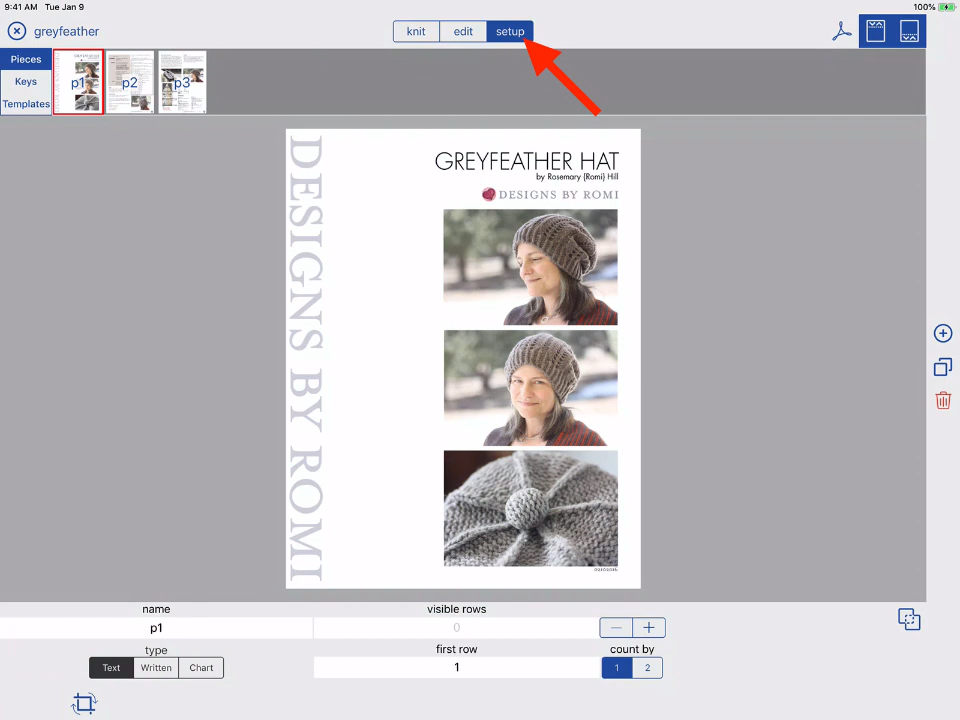 9:41 AM Tue Jan 9
100%
greyfeather
knit
edit
setup
Pieces
Keys
Templates
p1
p2
p3
DESIGNS BY ROMI
GREYFEATHER HAT
by Rosemary (Romi) Hill
DESIGNS BY ROMI
name
visible rows
p1
0
type
first row
count by
Text
Written
Chart
1
1
2